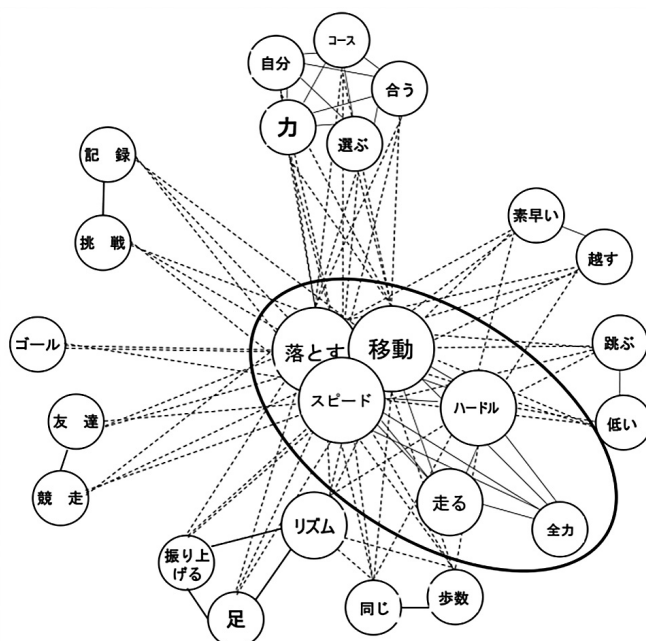 コース
自分
合う
力
選ぶ
記　録
素早い
挑　戦
越す
ゴール
落とす
移動
跳ぶ
スピード
ハードル
友　達
低い
競　走
走る
リズム
全力
振り上
げる
足
同じ
歩数